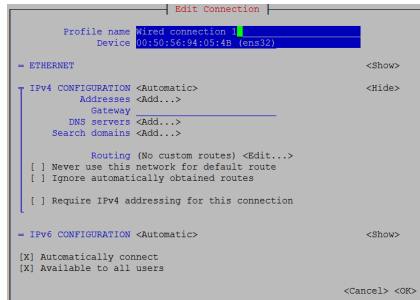 Edit Connection
Profile name Wired connection 1
Device 00:50:56:94:05:4B (ens32)
= ETHERNET <Show>
IPv4 CONFIGURATION <Automatic> <Hide>
Addresses <Add...>
Gateway
DNS servers <Add...>
Search domains <Add...>
Routing (No custom routes) <Edit...>
[ ] Never use this network for default route
[ ] Ignore automatically obtained routes
[ ] Require IPv4 addressing for this connection
= IPv6 CONFIGURATION <Automatic> <Show>
[X] Automatically connect
[X] Available to all users
<Cancel> <OK>